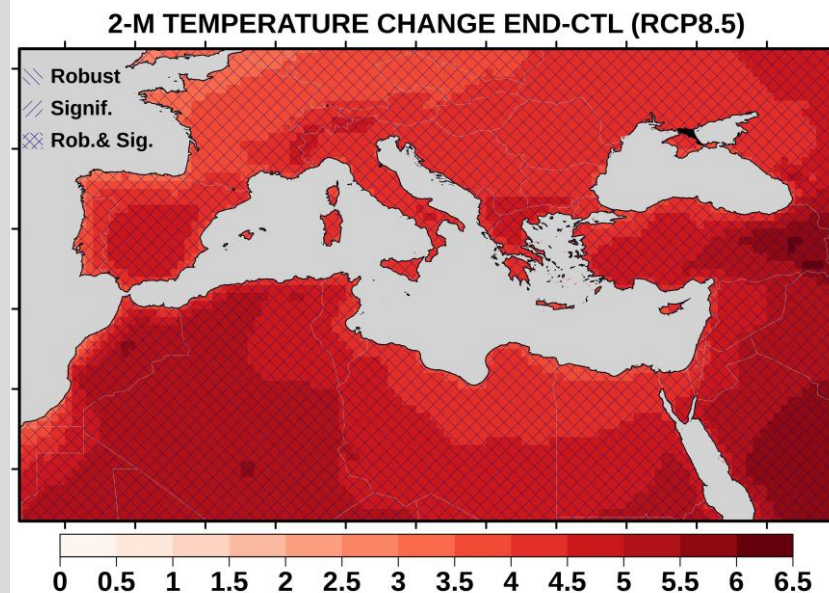 2-M TEMPERATURE CHANGE END-CTL (RCP8.5)
Robust
Signif.
Rob.& Sig.
0 0.5 1 1.5 2 2.5 3 3.5 4 4.5 5 5.5 6 6.5